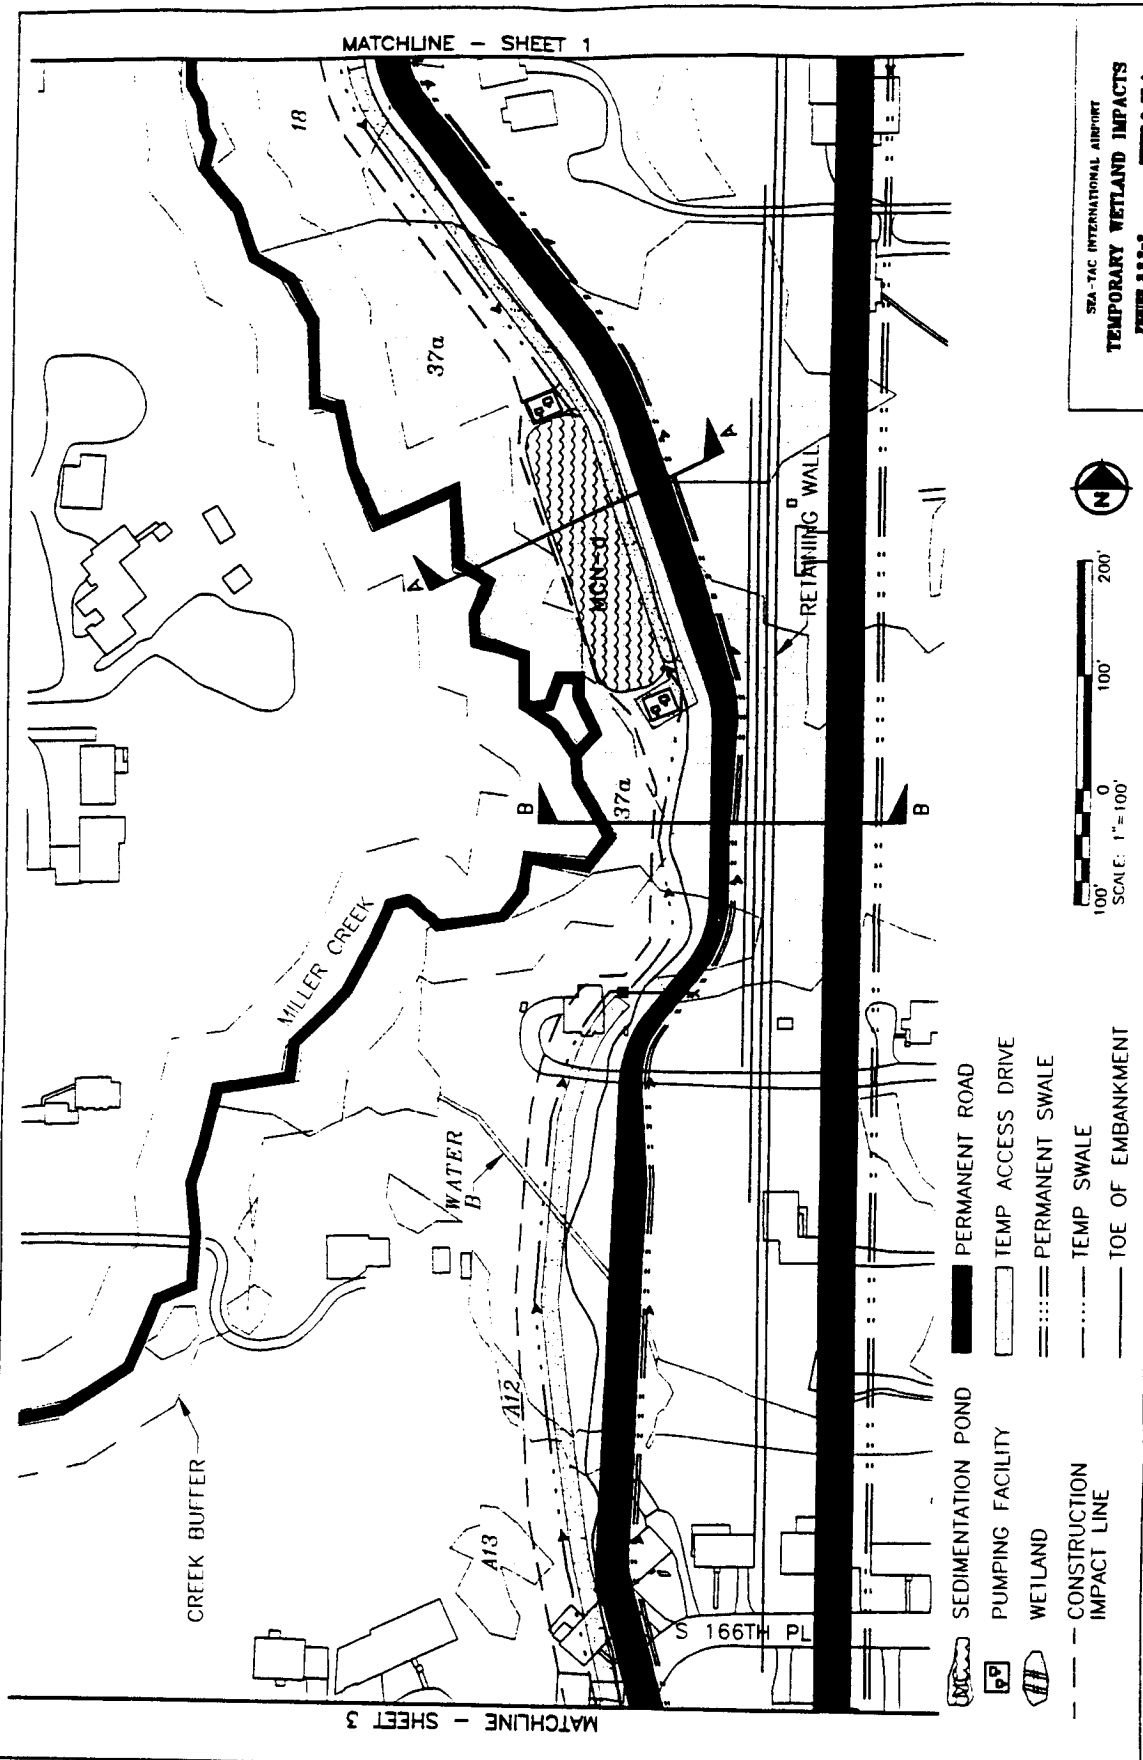 MATCHLINE - SHEET 1
18
37a
A
A
MCN-d
RETAINING WALL
37a
B
B
MILLER CREEK
WATER
B
A12
A13
CREEK BUFFER
S 166TH PL
MATCHLINE - SHEET 3
SEDIMENTATION POND
PUMPING FACILITY
WETLAND
CONSTRUCTION
IMPACT LINE
PERMANENT ROAD
TEMP ACCESS DRIVE
PERMANENT SWALE
TEMP SWALE
TOE OF EMBANKMENT
100' 0 100' 200'
SCALE: 1"=100'
N
SEA-TAC INTERNATIONAL AIRPORT
TEMPORARY WETLAND IMPACTS